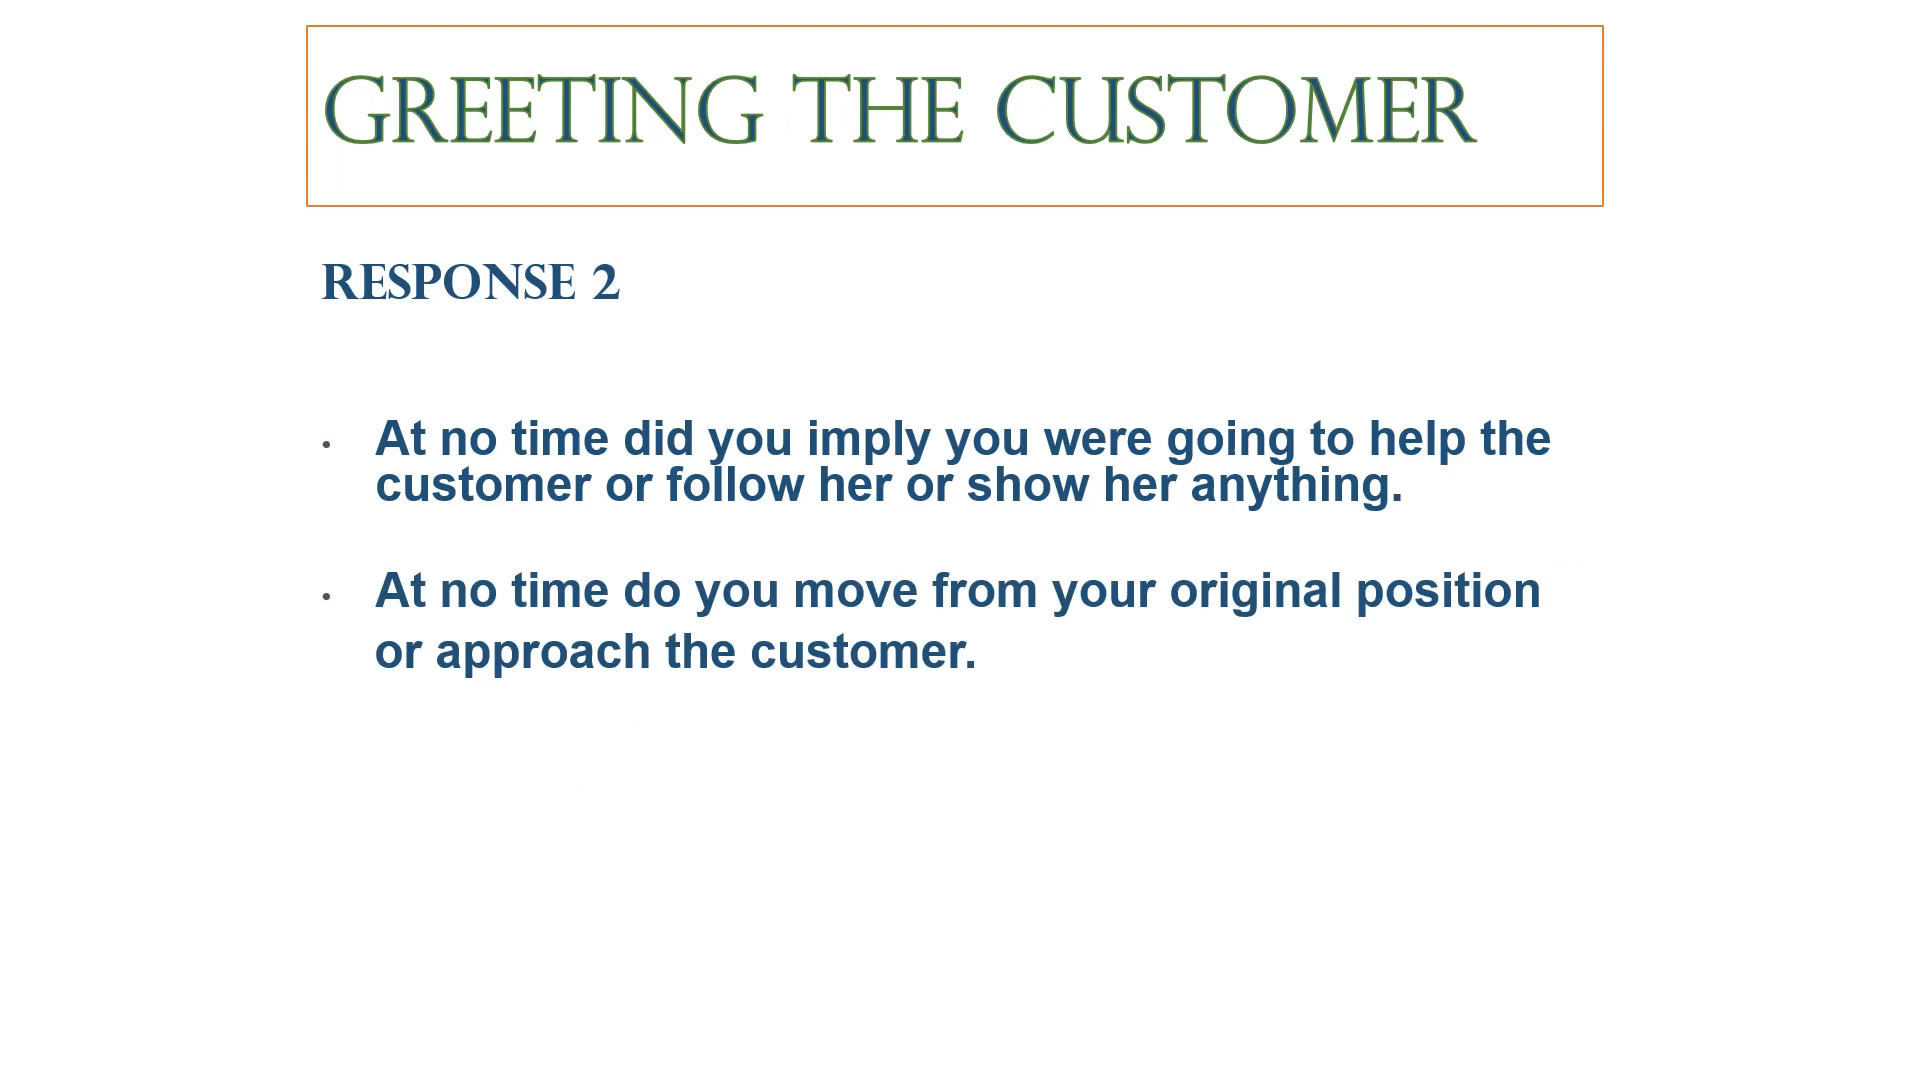 GREETING THE CUSTOMER
RESPONSE 2
• At no time did you imply you were going to help the
customer or follow her or show her anything.
• At no time do you move from your original position
or approach the customer.